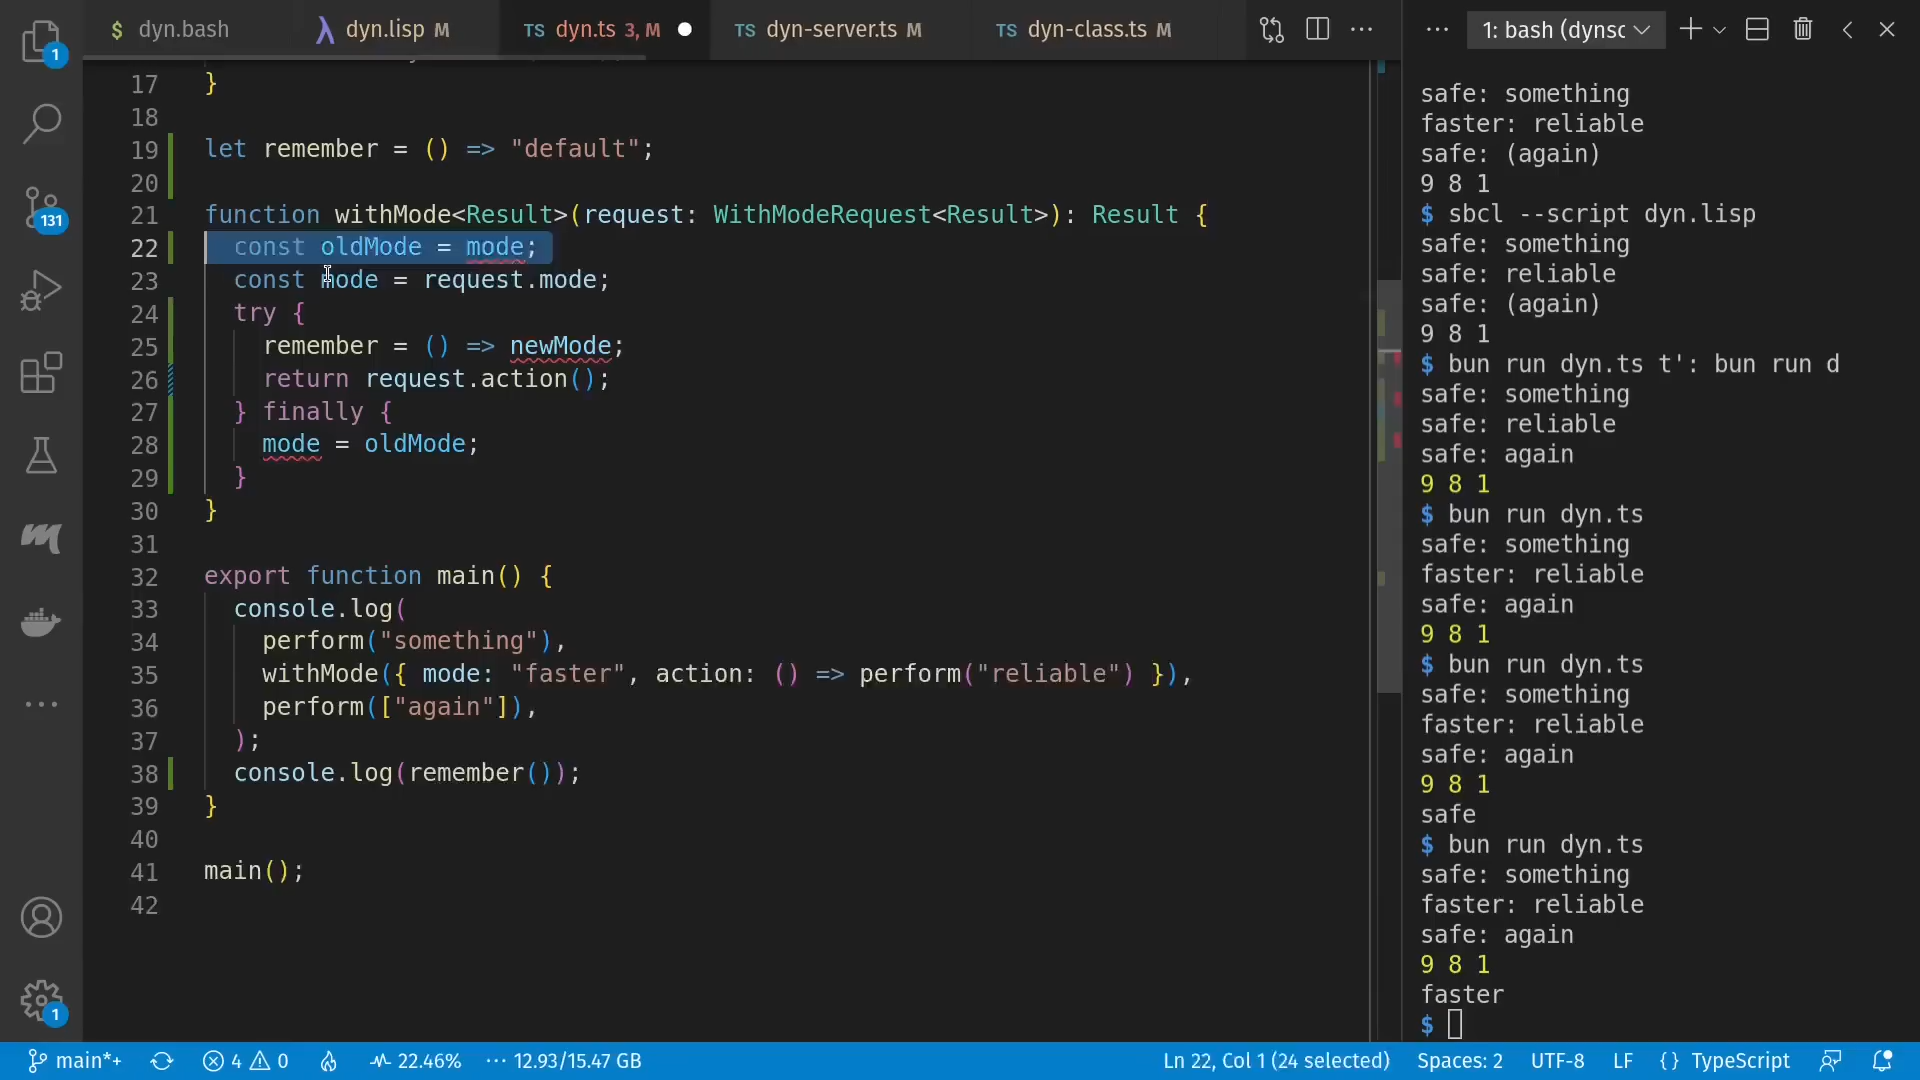 1
131
1
$ dyn.bash
dyn.lisp M
TS dyn.ts 3, M
TS dyn-server.ts M
TS dyn-class.ts M
17 }
18
19 let remember = () => "default";
20
21 function withMode<Result>(request: WithModeRequest<Result>): Result {
22 const oldMode = mode;
23 const mode = request.mode;
24 try {
25 remember = () => newMode;
26 return request.action();
27 } finally {
28 mode = oldMode;
29 }
30 }
31
32 export function main() {
33 console.log(
34 perform("something"),
35 withMode({ mode: "faster", action: () => perform("reliable") }),
36 perform(["again"]),
37 );
38 console.log(remember());
39 }
40
41 main();
42
1: bash (dynsc
safe: something
faster: reliable
safe: (again)
9 8 1
$ sbcl --script dyn.lisp
safe: something
safe: reliable
safe: (again)
9 8 1
$ bun run dyn.ts t': bun run d
safe: something
safe: reliable
safe: again
9 8 1
$ bun run dyn.ts
safe: something
faster: reliable
safe: again
9 8 1
$ bun run dyn.ts
safe: something
faster: reliable
safe: again
9 8 1
safe
$ bun run dyn.ts
safe: something
faster: reliable
safe: again
9 8 1
faster
$
main*+
4 0
22.46%
12.93/15.47 GB
Ln 22, Col 1 (24 selected)
Spaces: 2
UTF-8
LF
{} TypeScript